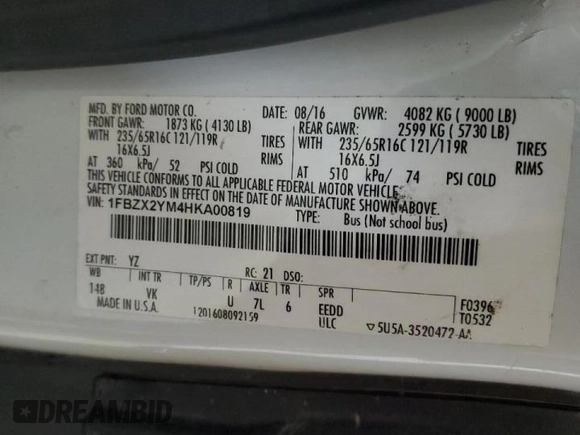 MFD. BY FORD MOTOR CO. 08/16 GVWR: 4082 KG ( 9000 LB)
FRONT GAWR: 1873 KG ( 4130 LB) REAR GAWR: 2599 KG ( 5730 LB)
WITH 235/65R16C 121/119R TIRES WITH 235/65R16C 121/119R TIRES
16X6.5J RIMS 16X6.5J RIMS
AT 360 kPa/ 52 PSI COLD AT 510 kPa/ 74 PSI COLD
THIS VEHICLE CONFORMS TO ALL APPLICABLE FEDERAL MOTOR VEHICLE
SAFETY STANDARDS IN EFFECT ON THE DATE OF MANUFACTURE SHOWN ABOVE.
VIN: 1FBZX2YM4HKA00819 TYPE: Bus (Not school bus)
EXT PNT: YZ RC: 21 DSO:
WB INT TR TP/PS R AXLE TR SPR
148 VK U 7L 6 EEDD
MADE IN U.S.A. 1201608092159 ULC
F0396
T0532
▽5U5A-3520472-AA
DREAMBID